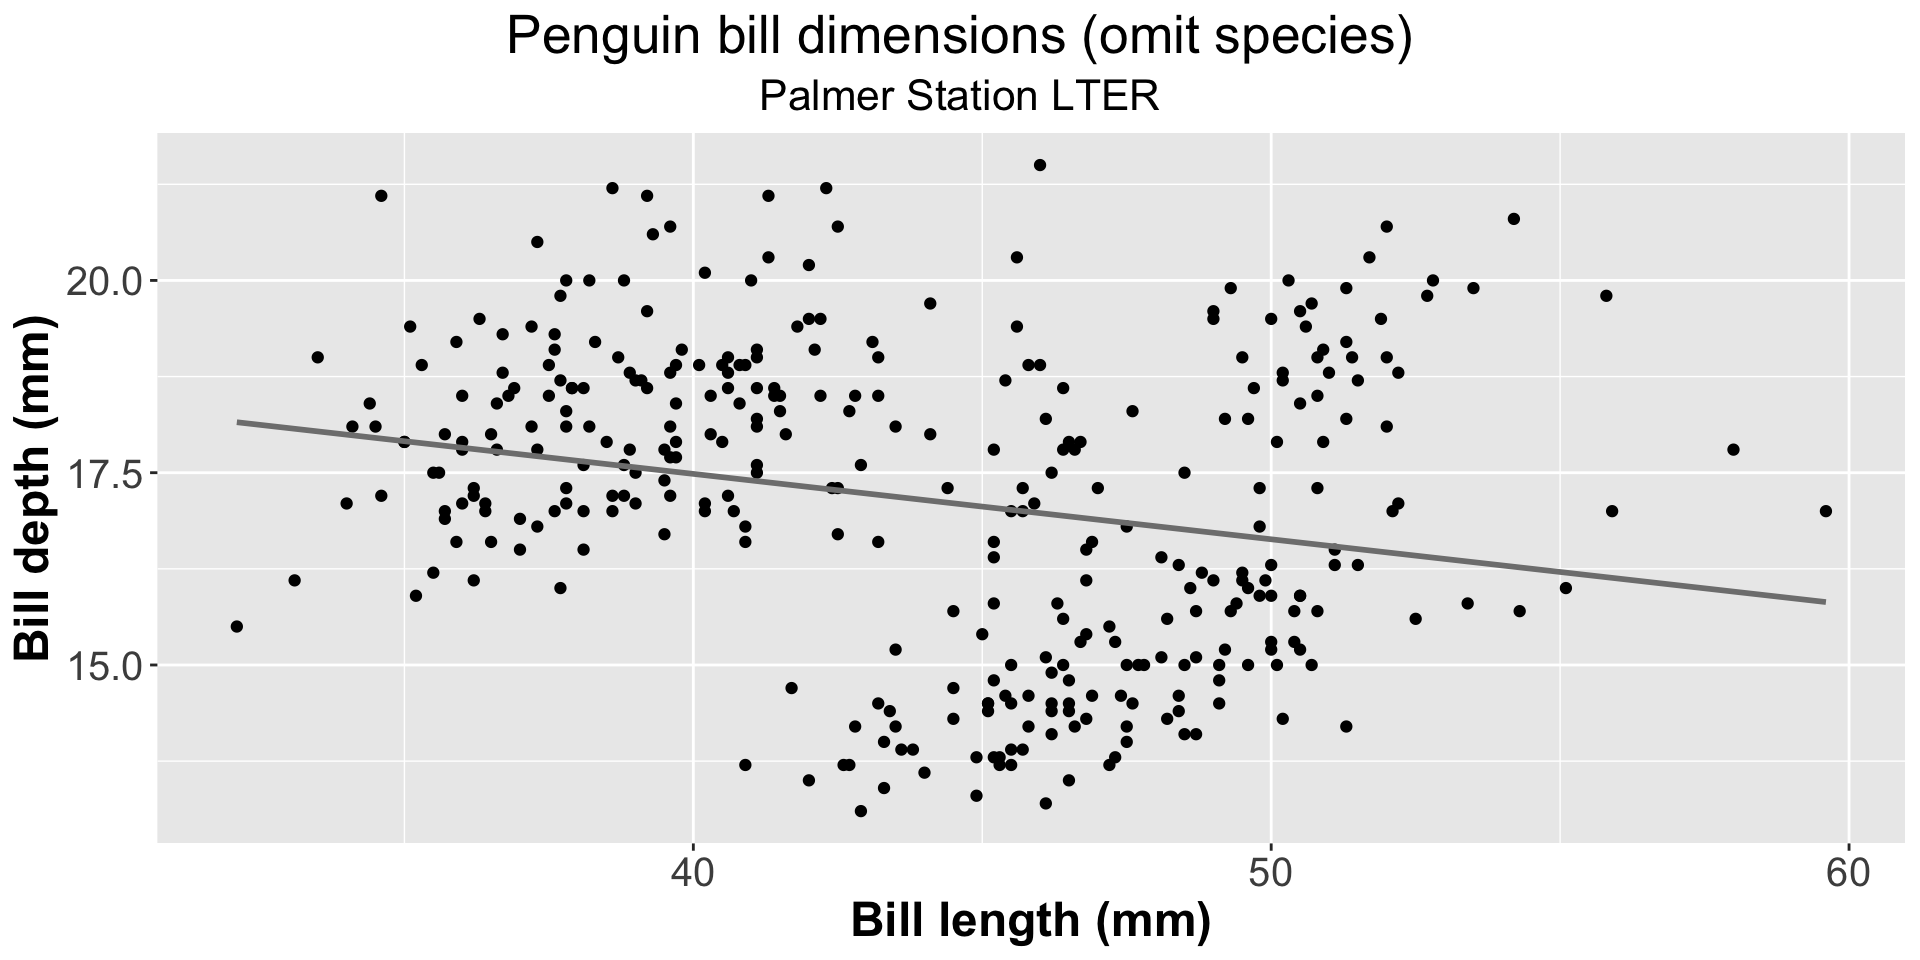 Penguin bill dimensions (omit species)
Palmer Station LTER
Bill depth (mm)
20.0
17.5
15.0
40
50
60
Bill length (mm)